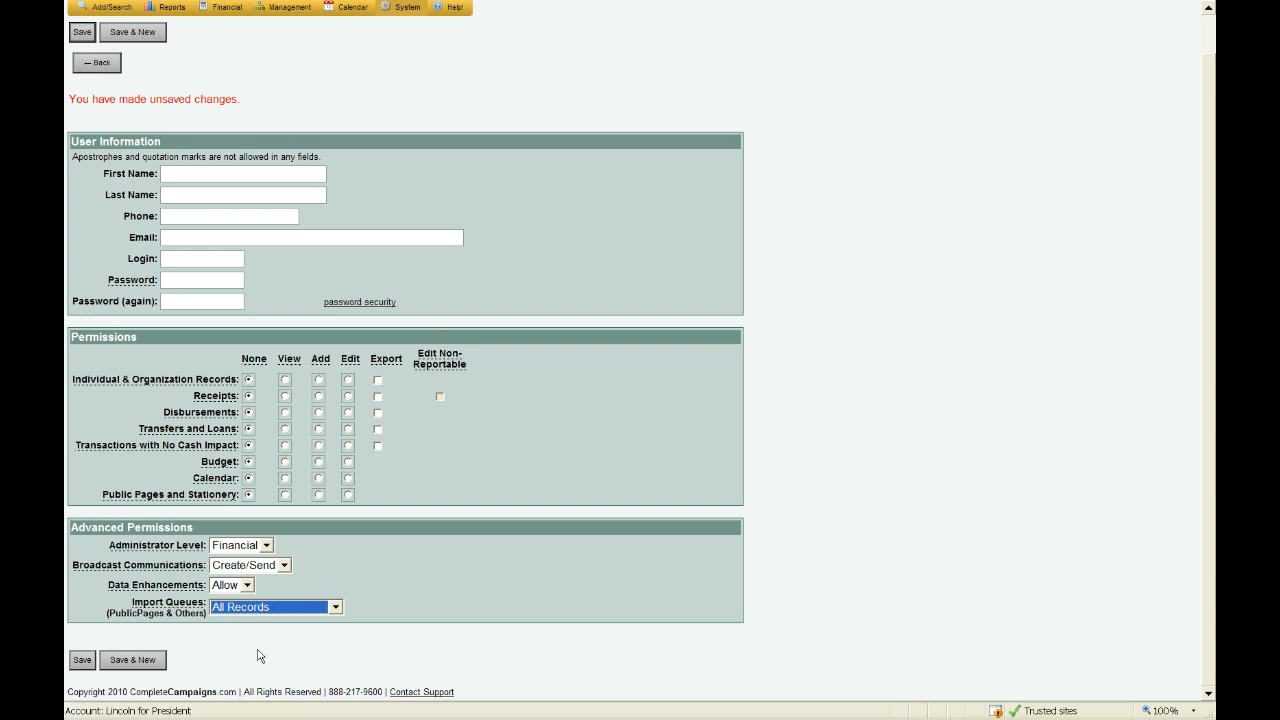 Add/Search Reports Financial Management Calendar System Help!
Save Save & New
← Back
You have made unsaved changes.
User Information
Apostrophes and quotation marks are not allowed in any fields.
First Name:
Last Name:
Phone:
Email:
Login:
Password:
Password (again): password security
Permissions
None View Add Edit Export Edit Non-
Reportable
Individual & Organization Records:
Receipts:
Disbursements:
Transfers and Loans:
Transactions with No Cash Impact:
Budget:
Calendar:
Public Pages and Stationery:
Advanced Permissions
Administrator Level: Financial
Broadcast Communications: Create/Send
Data Enhancements: Allow
Import Queues: All Records
(PublicPages & Others)
Save Save & New
Copyright 2010 CompleteCampaigns.com | All Rights Reserved | 888-217-9600 | Contact Support
Account: Lincoln for President Trusted sites 100%